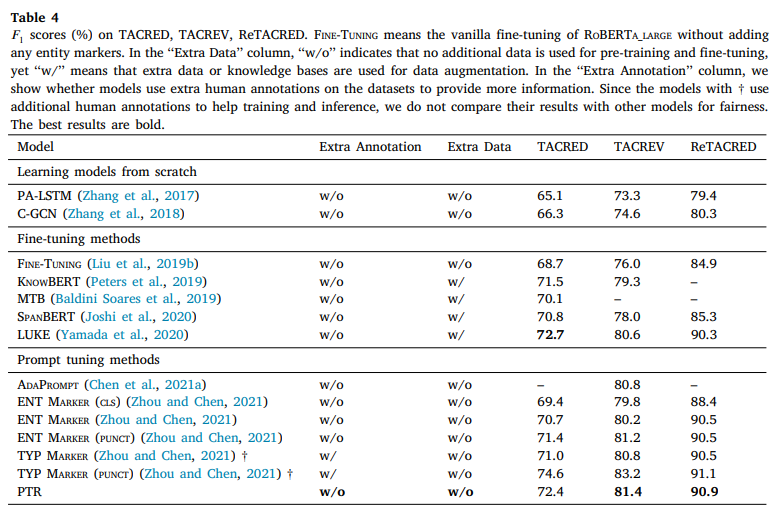 Table 4
F1 scores (%) on TACRED, TACREV, ReTACRED. FINE-TUNING means the vanilla fine-tuning of ROBERTA_LARGE without adding
any entity markers. In the “Extra Data” column, “w/o” indicates that no additional data is used for pre-training and fine-tuning,
yet “w/” means that extra data or knowledge bases are used for data augmentation. In the “Extra Annotation” column, we
show whether models use extra human annotations on the datasets to provide more information. Since the models with † use
additional human annotations to help training and inference, we do not compare their results with other models for fairness.
The best results are bold.
Model Extra Annotation Extra Data TACRED TACREV ReTACRED
Learning models from scratch
PA-LSTM (Zhang et al., 2017) w/o w/o 65.1 73.3 79.4
C-GCN (Zhang et al., 2018) w/o w/o 66.3 74.6 80.3
Fine-tuning methods
FINE-TUNING (Liu et al., 2019b) w/o w/o 68.7 76.0 84.9
KNOWBERT (Peters et al., 2019) w/o w/ 71.5 79.3 –
MTB (Baldini Soares et al., 2019) w/o w/ 70.1 – –
SPANBERT (Joshi et al., 2020) w/o w/ 70.8 78.0 85.3
LUKE (Yamada et al., 2020) w/o w/ 72.7 80.6 90.3
Prompt tuning methods
ADAPROMPT (Chen et al., 2021a) w/o w/o – 80.8 –
ENT MARKER (CLS) (Zhou and Chen, 2021) w/o w/o 69.4 79.8 88.4
ENT MARKER (Zhou and Chen, 2021) w/o w/o 70.7 80.2 90.5
ENT MARKER (PUNCT) (Zhou and Chen, 2021) w/o w/o 71.4 81.2 90.5
TYP MARKER (Zhou and Chen, 2021) † w/ w/o 71.0 80.8 90.5
TYP MARKER (PUNCT) (Zhou and Chen, 2021) † w/ w/o 74.6 83.2 91.1
PTR w/o w/o 72.4 81.4 90.9